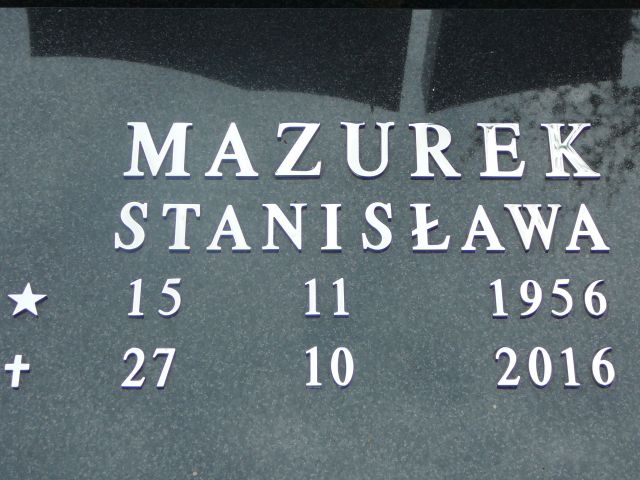 MAZUREK
STANISŁAWA
★ 15 11 1956
✝ 27 10 2016